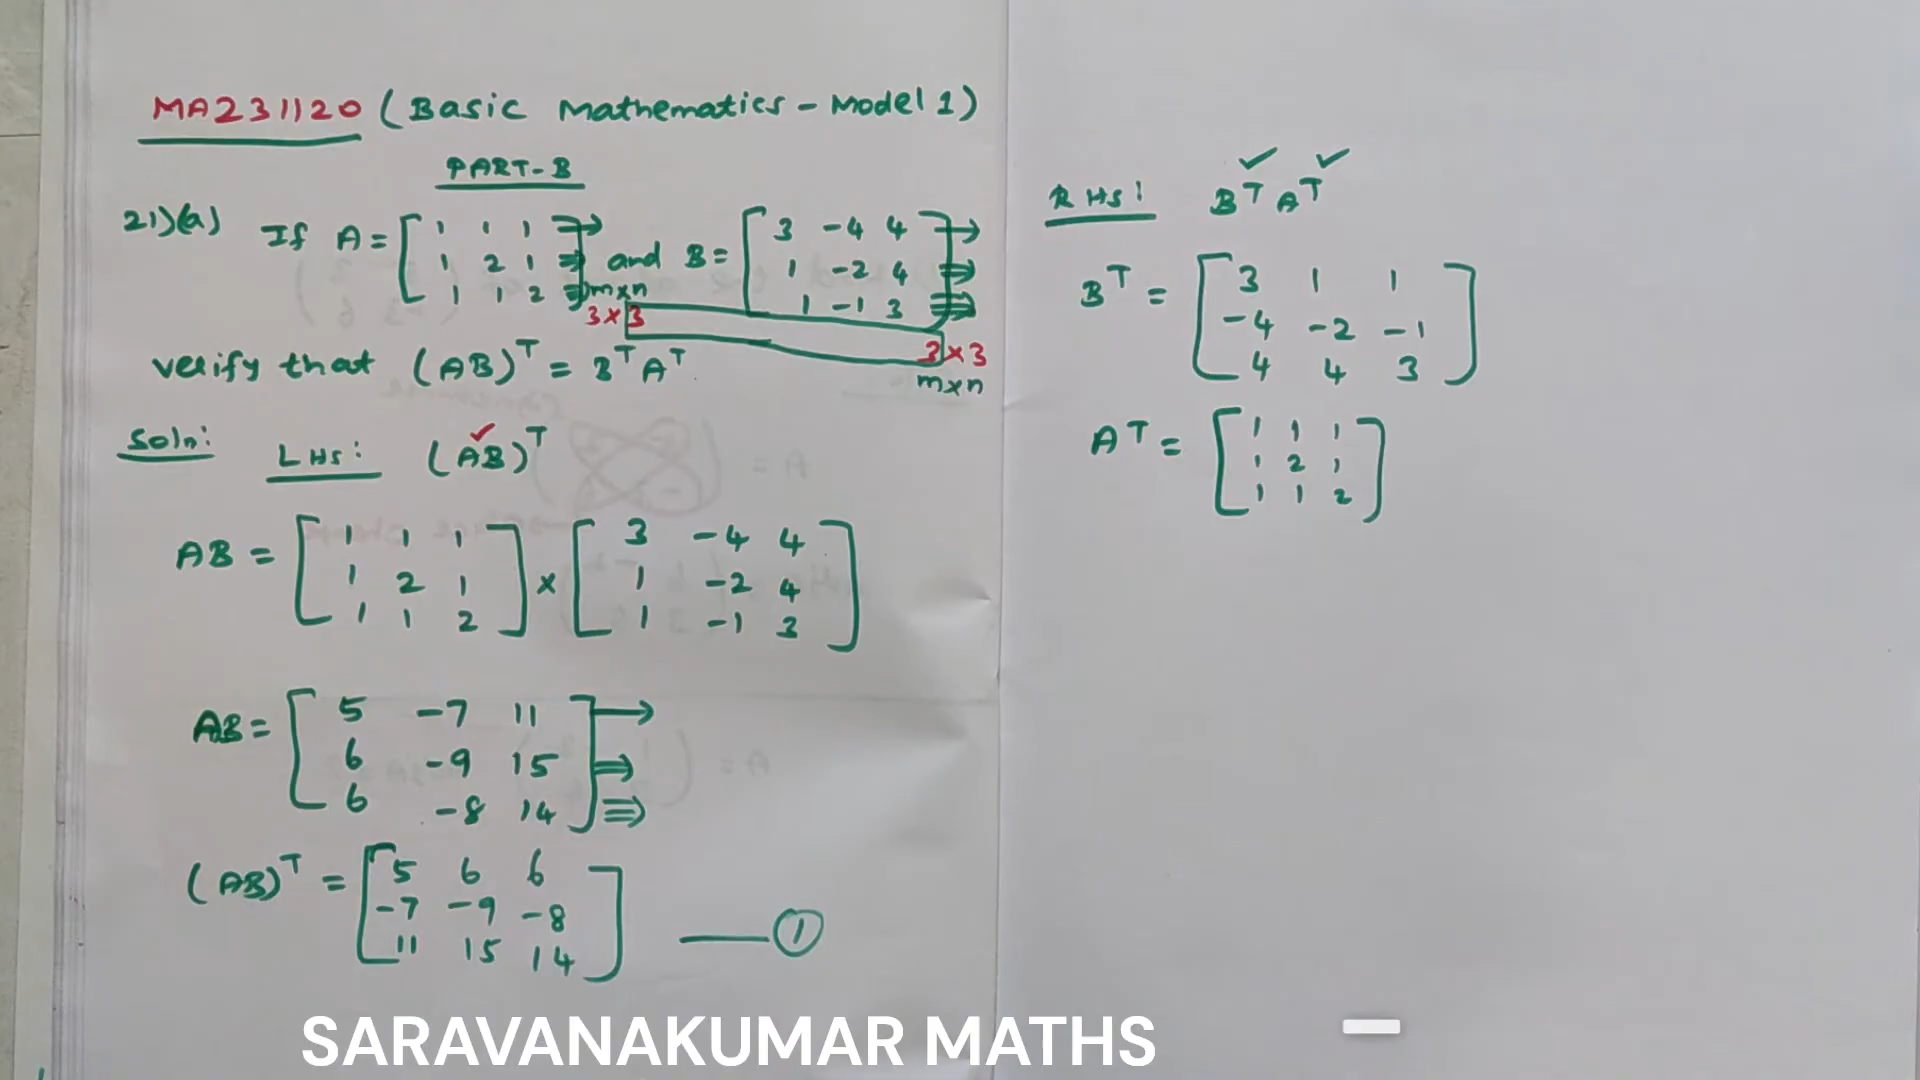 MA231120 (Basic Mathematics - Model 1)
PART-B
21)(a) If A = [1 1 1 and B = [3 -4 4
1 2 1 1 -2 4
1 1 2] 1 -1 3]
mxn
3×3
3×3
mxn
verify that (AB)^T = B^T A^T
Soln: LHS: (AB)^T
AB = [1 1 1 × [3 -4 4
1 2 1 1 -2 4
1 1 2] 1 -1 3]
AB = [5 -7 11
6 -9 15
6 -8 14]
(AB)^T = [5 6 6
-7 -9 -8
11 15 14] —— ①
RHS: B^T A^T
B^T = [3 1 1
-4 -2 -1
4 4 3]
A^T = [1 1 1
1 2 1
1 1 2]
SARAVANAKUMAR MATHS